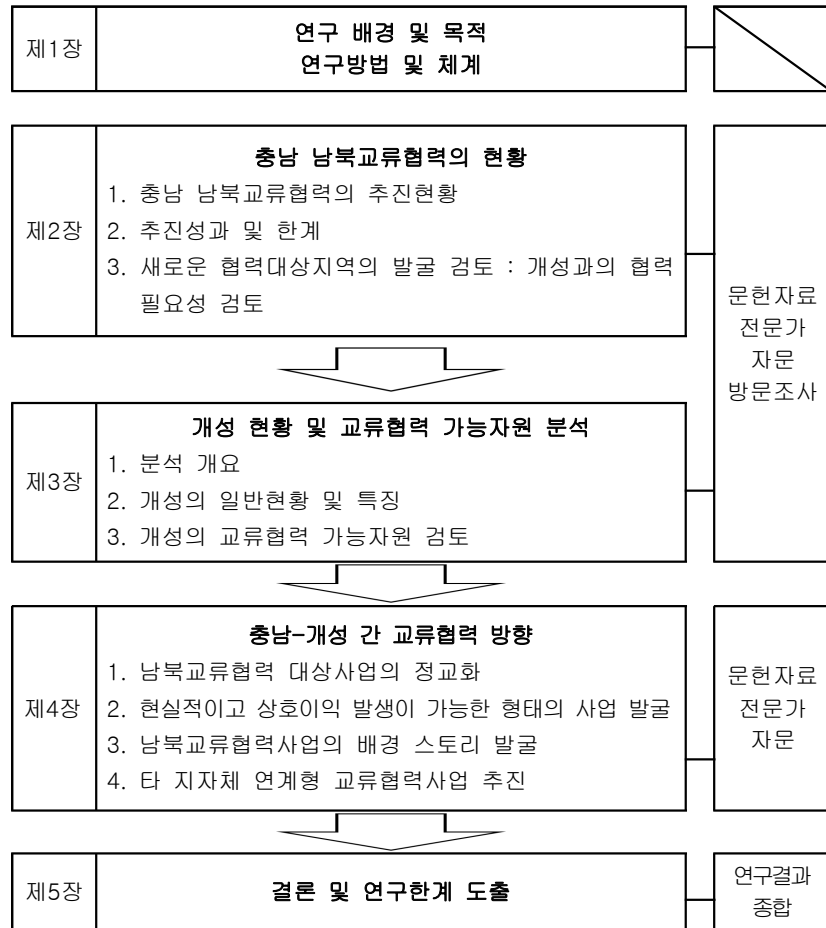 제1장
연구 배경 및 목적
연구방법 및 체계
제2장
충남 남북교류협력의 현황
1. 충남 남북교류협력의 추진현황
2. 추진성과 및 한계
3. 새로운 협력대상지역의 발굴 검토 : 개성과의 협력
필요성 검토
문헌자료
전문가
자문
방문조사
제3장
개성 현황 및 교류협력 가능자원 분석
1. 분석 개요
2. 개성의 일반현황 및 특징
3. 개성의 교류협력 가능자원 검토
제4장
충남-개성 간 교류협력 방향
1. 남북교류협력 대상사업의 정교화
2. 현실적이고 상호이익 발생이 가능한 형태의 사업 발굴
3. 남북교류협력사업의 배경 스토리 발굴
4. 타 지자체 연계형 교류협력사업 추진
문헌자료
전문가
자문
제5장
결론 및 연구한계 도출
연구결과
종합